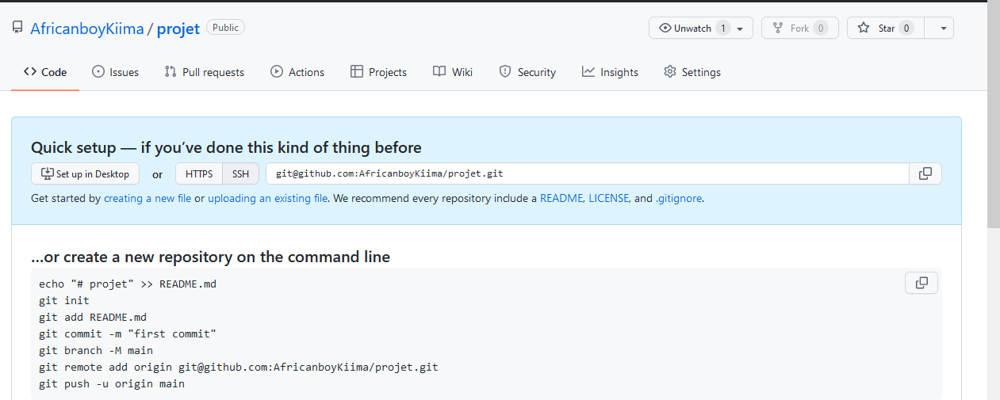 AfricanboyKiima / projet Public Unwatch 1 Fork 0 Star 0
Code Issues Pull requests Actions Projects Wiki Security Insights Settings
Quick setup — if you’ve done this kind of thing before
Set up in Desktop or HTTPS SSH git@github.com:AfricanboyKiima/projet.git
Get started by creating a new file or uploading an existing file. We recommend every repository include a README, LICENSE, and .gitignore.
…or create a new repository on the command line
echo "# projet" >> README.md
git init
git add README.md
git commit -m "first commit"
git branch -M main
git remote add origin git@github.com:AfricanboyKiima/projet.git
git push -u origin main